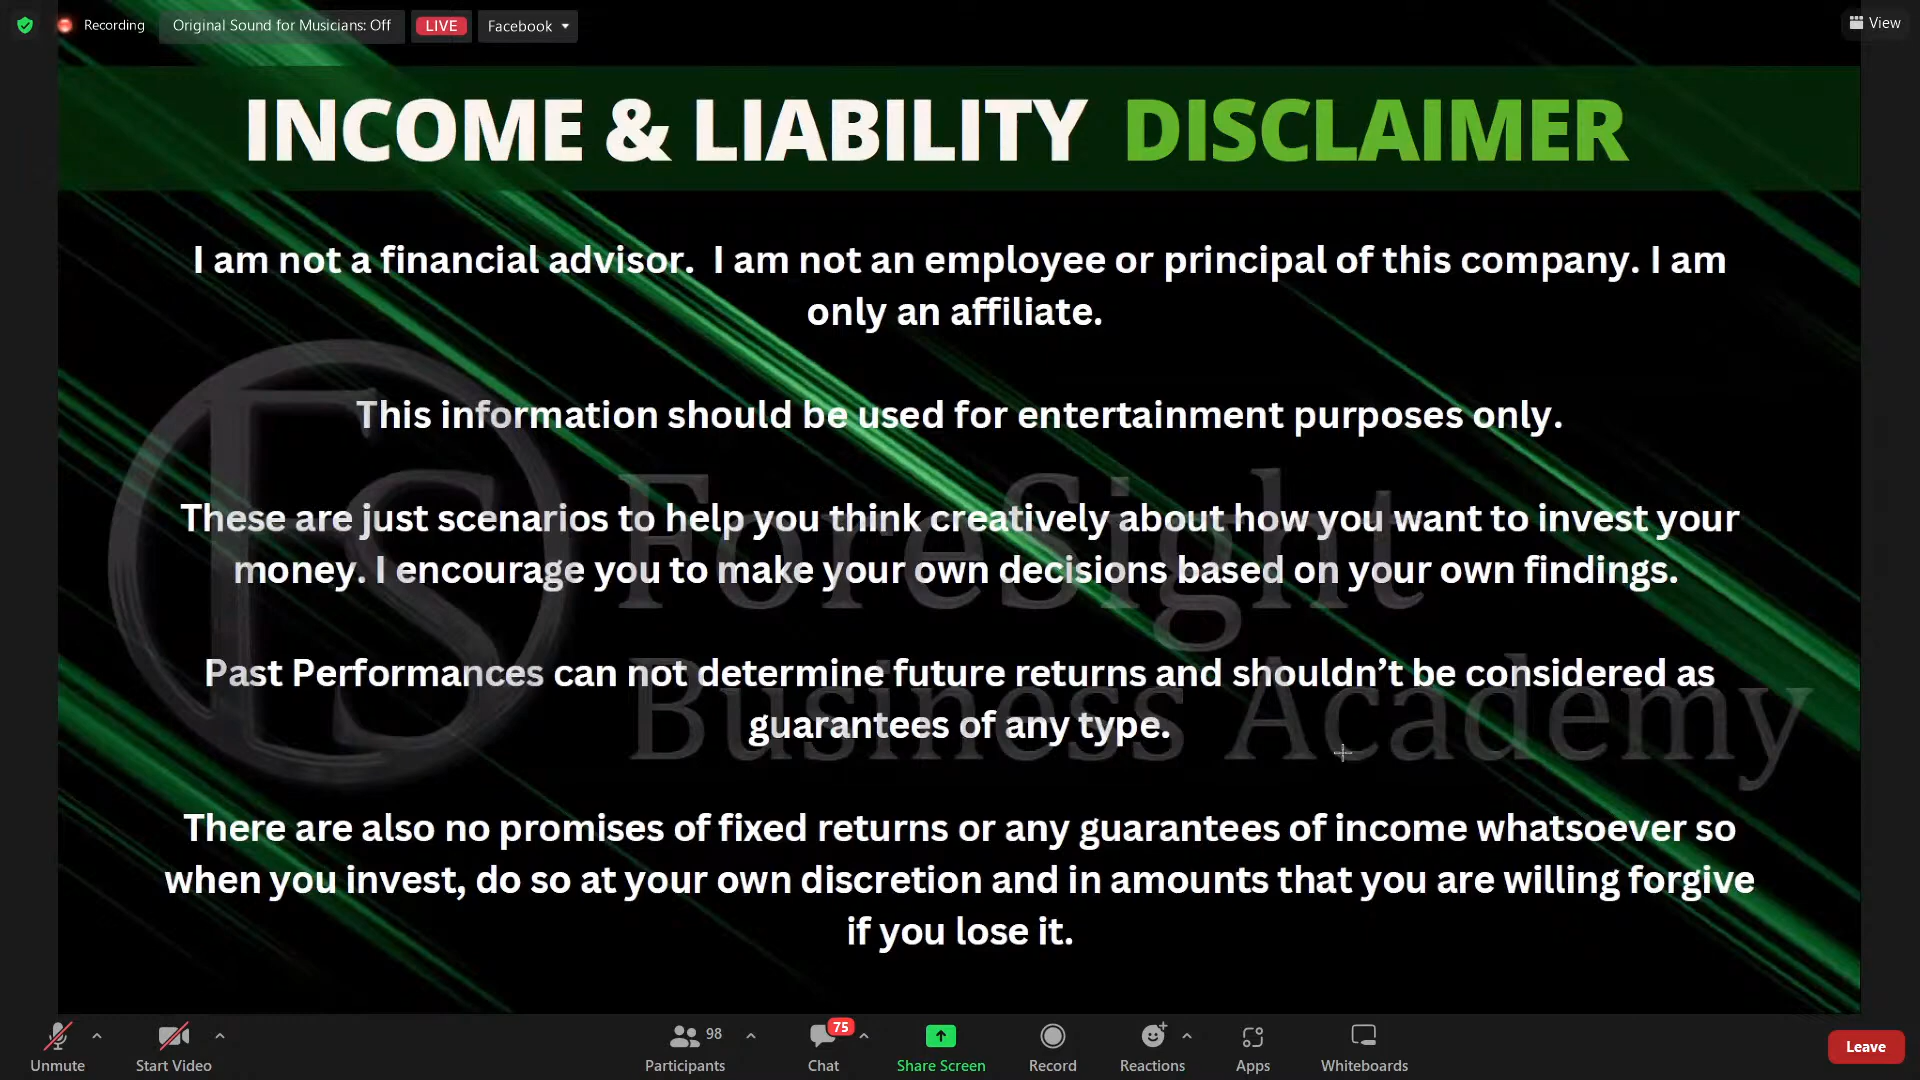 Recording
Original Sound for Musicians: Off
LIVE
Facebook
View
INCOME & LIABILITY DISCLAIMER
I am not a financial advisor. I am not an employee or principal of this company. I am
only an affiliate.
This information should be used for entertainment purposes only.
These are just scenarios to help you think creatively about how you want to invest your
money. I encourage you to make your own decisions based on your own findings.
Past Performances can not determine future returns and shouldn't be considered as
guarantees of any type.
There are also no promises of fixed returns or any guarantees of income whatsoever so
when you invest, do so at your own discretion and in amounts that you are willing forgive
if you lose it.
FS
ForeSight
Business Academy
98
75
Unmute
Start Video
Participants
Chat
Share Screen
Record
Reactions
Apps
Whiteboards
Leave